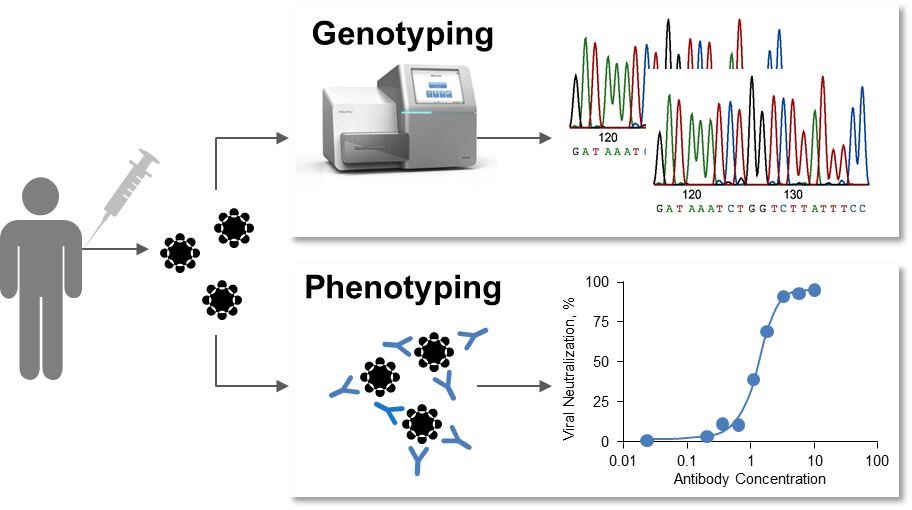 Genotyping
120
GATAAATC
120 130
GATAAATCTGGTCTTATTTCC
Phenotyping
Viral Neutralization, %
100
75
50
25
0
0.01 0.1 1 10 100
Antibody Concentration